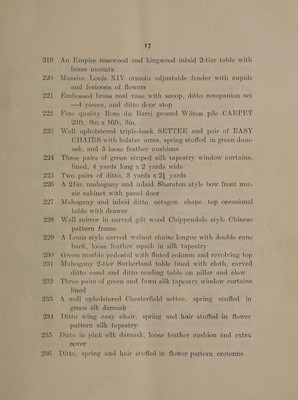 17
219 An Empire rosewood and kingwood inlaid 2-tier table with
brass mounts
220 Massive Louis XIV ormolu adjustable fender with cupids
and festoons of flowers
221 Embossed brass coal vase with scoop, ditto companion set
—4 pieces, and ditto door stop
222 Fine quality Rose du Barri ground Wilton pile CARPET
23ft. 9in. x 16ft. 8in.
223 Well upholstered triple-back SETTEE and pair of EASY
CHAIRS with bolster arms, spring stuffed in green dam-
ask, and 5 loose feather cushions
224 Three pairs of green striped silk tapestry window curtains,
lined, 4 yards long x 2 yards wide
225 Two pairs of ditto, 3 yards x 2½ yards
226 A 21in. mahogany and inlaid Sheraton style bow front mu-
sic cabinet with panel door
227 Mahogany and inlaid ditto octagon shape top occasional
table with drawer
228 Wall mirror in carved gilt wood Chippendale style Chinese
pattern frame
229 A Louis style carved walnut chaise longue with double cane
back, loose feather squab in silk tapestry
230 Green marble pedestal with fluted column and revolving top
231 Mahogany 2-tier Sutherland table lined with cloth, carved
ditto easel and ditto reading table on pillar and claw
232 Three pairs of green and fawn silk tapestry window curtains
lined
233 A well upholstered Chesterfield settee, spring stuffed in
green silk damask
234 Ditto wing easy chair, spring and hair stuffed in flower
pattern silk tapestry
235 Ditto in pink silk damask, loose feather cushion and extra
cover
236 Ditto, spring and hair stuffed in flower pattern cretonne